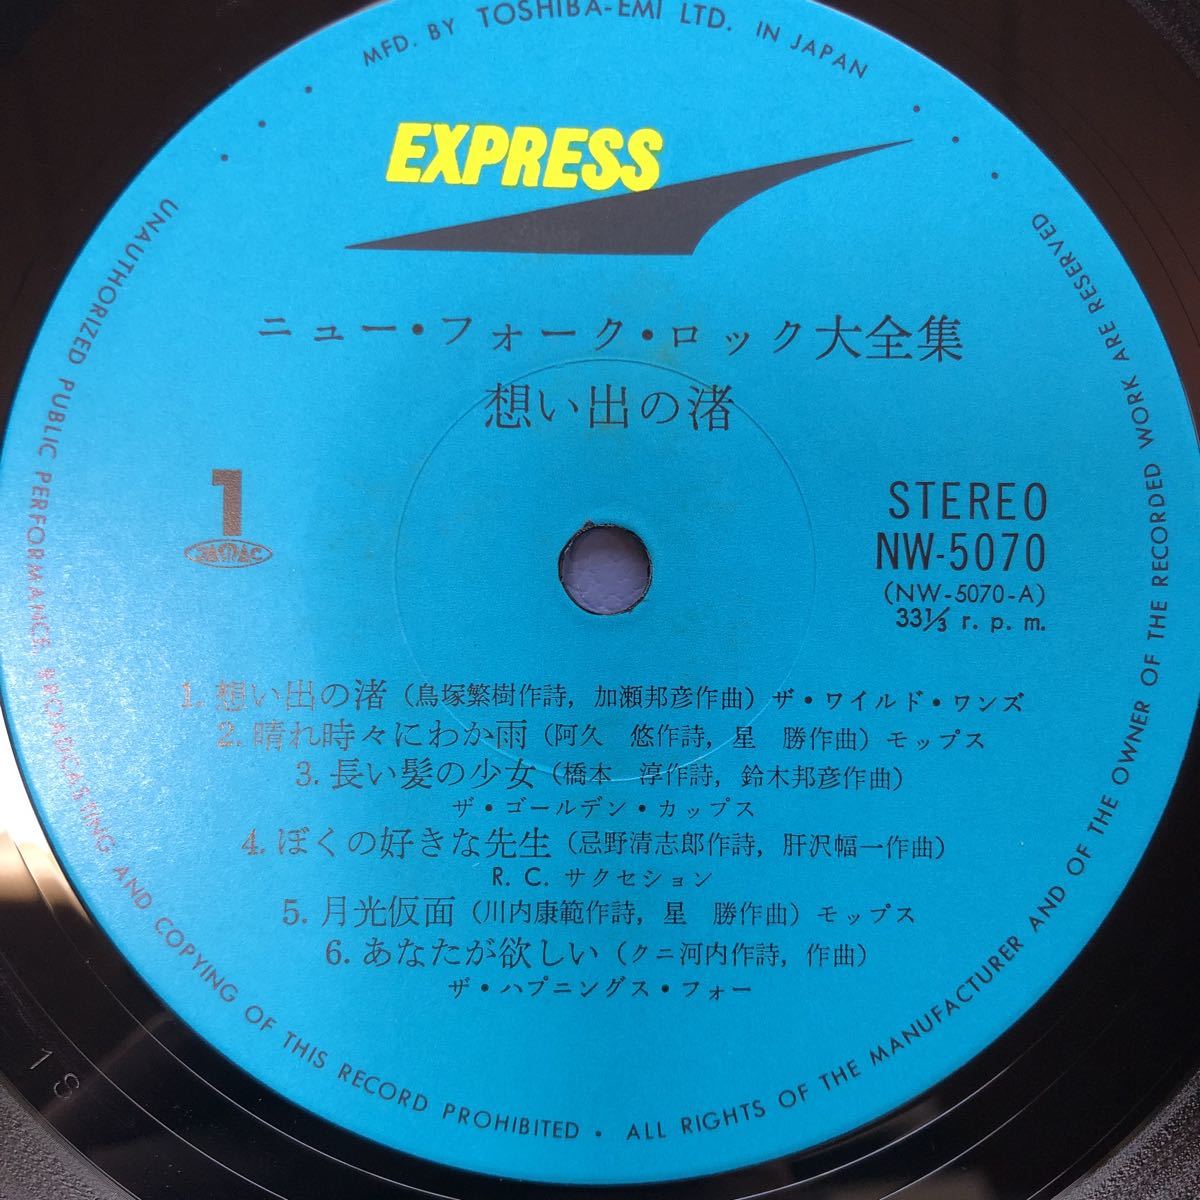 MFD. BY TOSHIBA-EMI LTD. IN JAPAN
EXPRESS
ニュー・フォーク・ロック大全集
想い出の渚
1
JASRAC
STEREO
NW-5070
(NW-5070-A)
33⅓ r. p. m.
1. 想い出の渚 (鳥塚繁樹作詩, 加瀬邦彦作曲) ザ・ワイルド・ワンズ
2. 晴れ時々にわか雨 (阿久　悠作詩, 星　勝作曲) モップス
3. 長い髪の少女 (橋本　淳作詩, 鈴木邦彦作曲)
ザ・ゴールデン・カップス
4. ぼくの好きな先生 (忌野清志郎作詩, 肝沢幅一作曲)
R. C. サクセション
5. 月光仮面 (川内康範作詩, 星　勝作曲) モップス
6. あなたが欲しい (クニ河内作詩, 作曲)
ザ・ハプニングス・フォー
UNAUTHORIZED PUBLIC PERFORMANCE BROADCASTING AND COPYING OF THIS RECORD PROHIBITED • ALL RIGHTS OF THE MANUFACTURER AND OF THE OWNER OF THE RECORDED WORK ARE RESERVED